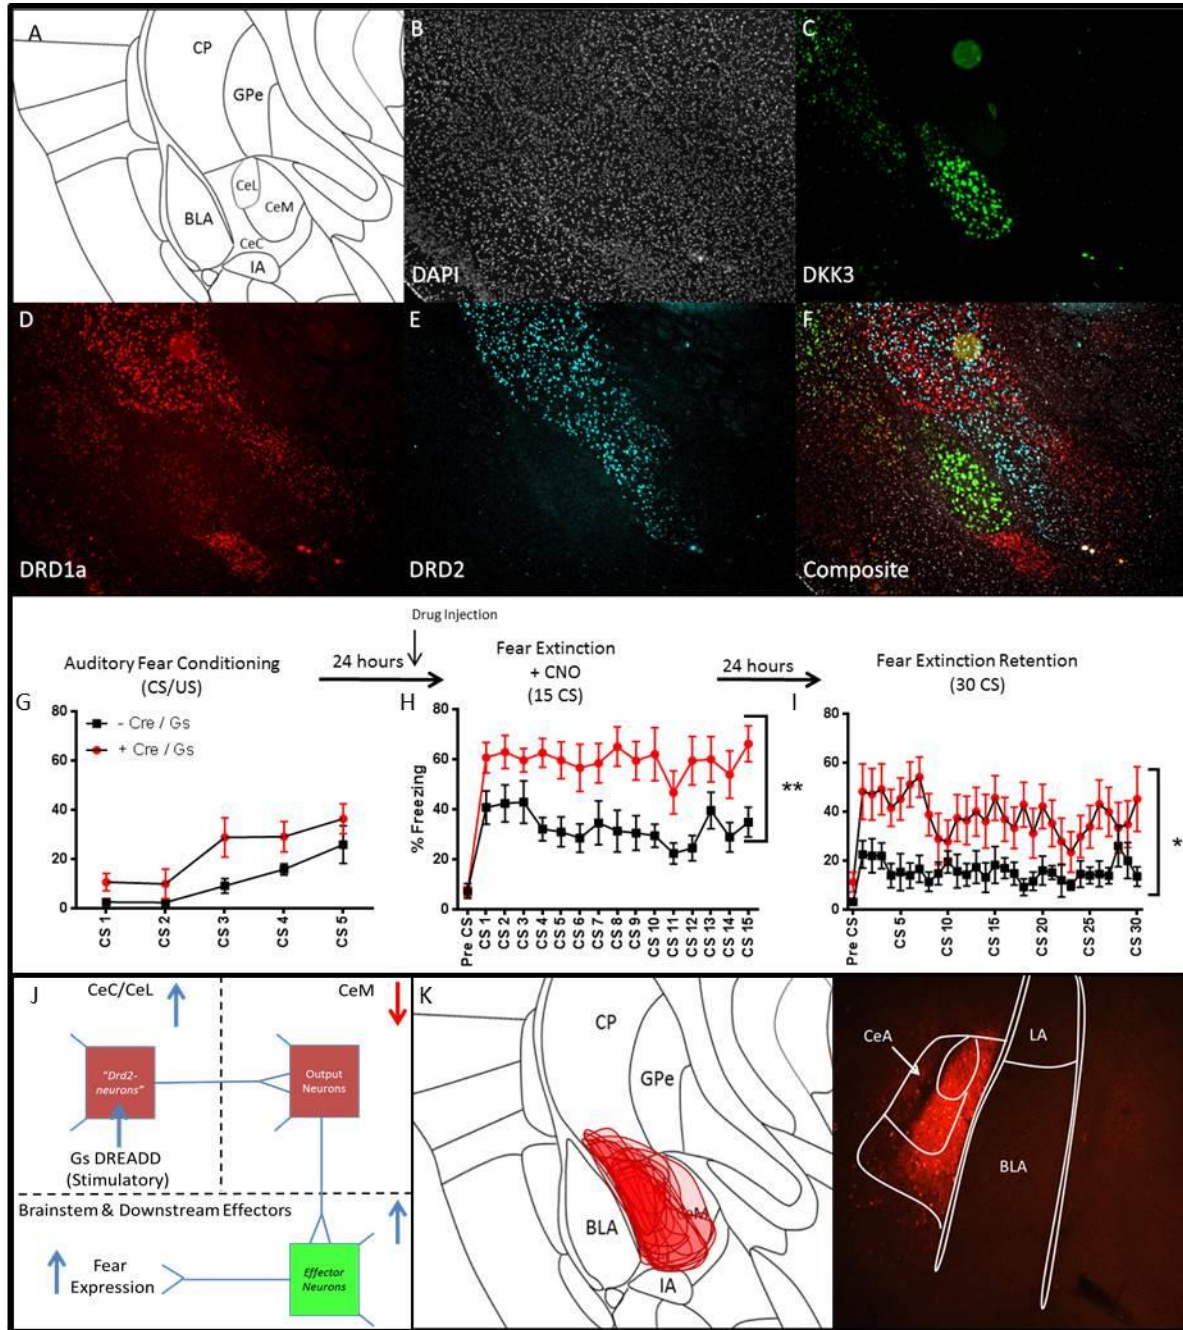 A
CP
GPe
CeL
CeM
BLA
CeC
IA
B
DAPI
C
DKK3
D
DRD1a
E
DRD2
F
Composite
Drug Injection
Auditory Fear Conditioning
(CS/US)
24 hours
Fear Extinction
+ CNO
(15 CS)
24 hours
Fear Extinction Retention
(30 CS)
G
80
60
40
20
0
- Cre / Gs
+ Cre / Gs
CS 1
CS 2
CS 3
CS 4
CS 5
H
% Freezing
80
60
40
20
0
Pre CS
CS 1
CS 2
CS 3
CS 4
CS 5
CS 6
CS 7
CS 8
CS 9
CS 10
CS 11
CS 12
CS 13
CS 14
CS 15
**
I
80
60
40
20
0
Pre CS
CS 5
CS 10
CS 15
CS 20
CS 25
CS 30
*
J
CeC/CeL
CeM
"Drd2-
neurons"
Output
Neurons
Gs DREADD
(Stimulatory)
Brainstem & Downstream Effectors
Fear
Expression
Effector
Neurons
K
CP
GPe
BLA
IA
CeA
LA
BLA